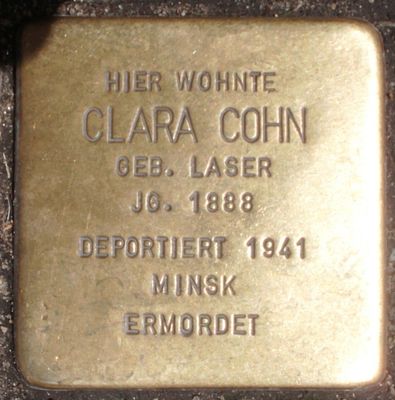 HIER WOHNTE
CLARA COHN
GEB. LASER
JG. 1888
DEPORTIERT 1941
MINSK
ERMORDET